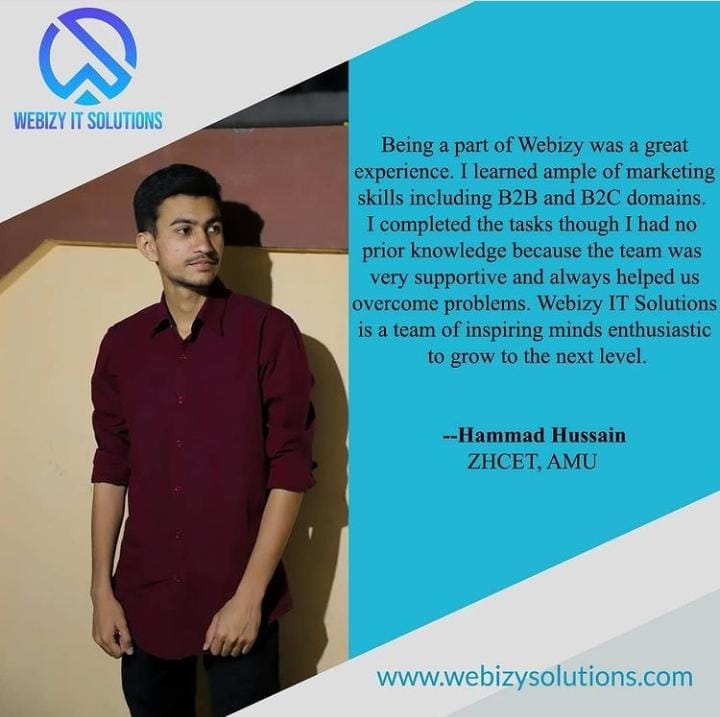 WEBIZY IT SOLUTIONS
Being a part of Webizy was a great
experience. I learned ample of marketing
skills including B2B and B2C domains.
I completed the tasks though I had no
prior knowledge because the team was
very supportive and always helped us
overcome problems. Webizy IT Solutions
is a team of inspiring minds enthusiastic
to grow to the next level.
--Hammad Hussain
ZHCET, AMU
www.webizysolutions.com